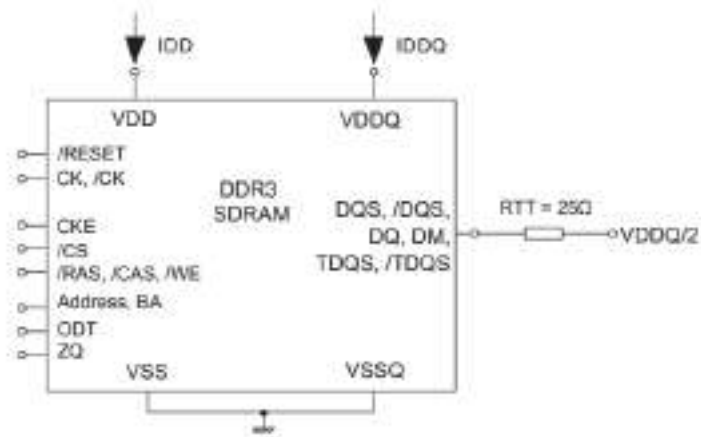 IDD
IDDQ
VDD
VDDQ
/RESET
CK, /CK
DDR3
SDRAM
DQS, /DQS,
DQ, DM,
TDQS, /TDQS
RTT = 25Ω
VDDQ/2
CKE
/CS
/RAS, /CAS, /WE
Address, BA
ODT
ZQ
VSS
VSSQ